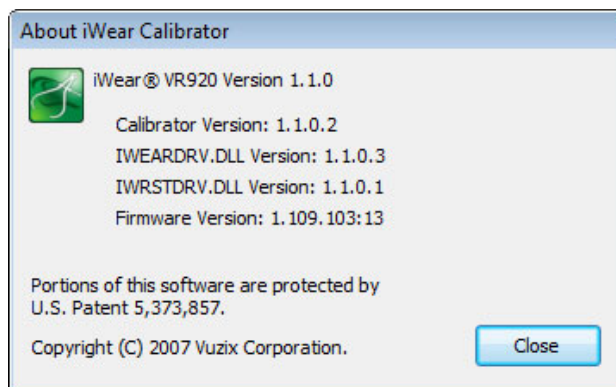 About iWear Calibrator
iWear® VR920 Version 1.1.0
Calibrator Version: 1.1.0.2
IWEARDRV.DLL Version: 1.1.0.3
IWRSTDRV.DLL Version: 1.1.0.1
Firmware Version: 1.109.103:13
Portions of this software are protected by
U.S. Patent 5,373,857.
Copyright (C) 2007 Vuzix Corporation.
Close